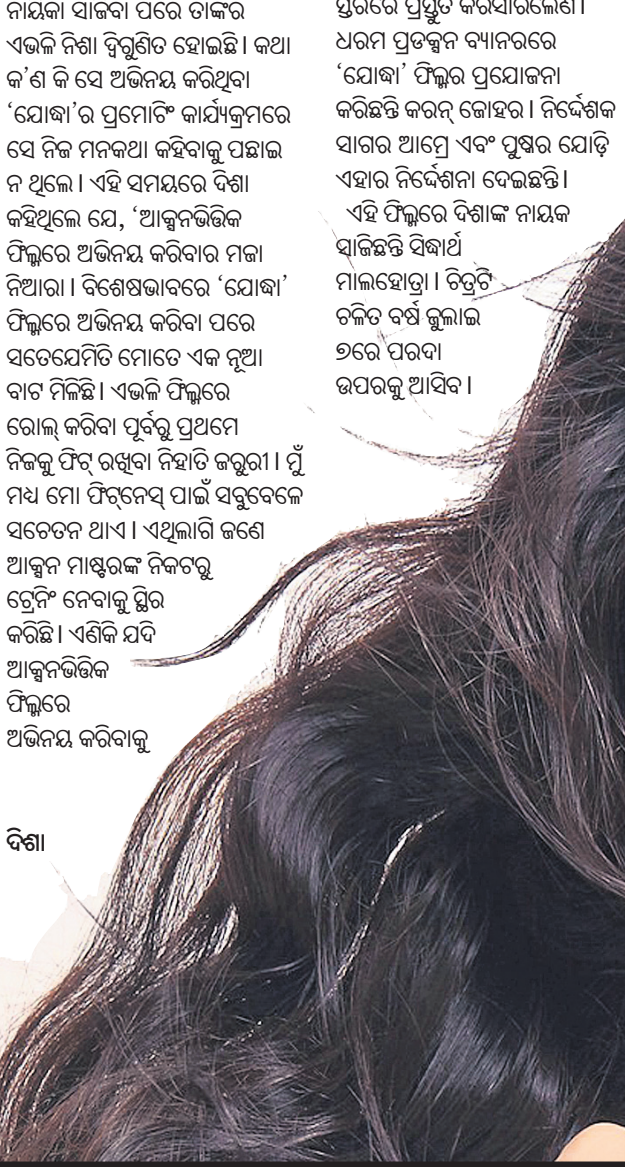 ନାୟିକା ସାଜିବା ପରେ ତାଙ୍କର
ଏଭଳି ନିଶା ଦ୍ୱିଗୁଣିତ ହୋଇଛି । କଥା
କ'ଣ କି ସେ ଅଭିନୟ କରିଥିବା
‘ଯୋଦ୍ଧା’ର ପ୍ରମୋଟିଂ କାର୍ଯ୍ୟକ୍ରମରେ
ସେ ନିଜ ମନକଥା କହିବାକୁ ପଛାଇ
ନ ଥିଲେ । ଏହି ସମୟରେ ଦିଶା
କହିଥିଲେ ଯେ, ‘ଆକ୍ସନଭିତ୍ତିକ
ଫିଲ୍ମରେ ଅଭିନୟ କରିବାର ମଜା
ନିଆରା । ବିଶେଷଭାବରେ ‘ଯୋଦ୍ଧା’
ଫିଲ୍ମରେ ଅଭିନୟ କରିବା ପରେ
ସତେଯେମିତି ମୋତେ ଏକ ନୂଆ
ବାଟ ମିଳିଛି । ଏଭଳି ଫିଲ୍ମରେ
ରୋଲ୍ କରିବା ପୂର୍ବରୁ ପ୍ରଥମେ
ନିଜକୁ ଫିଟ୍ ରଖିବା ନିହାତି ଜରୁରୀ । ମୁଁ
ମଧ୍ୟ ମୋ ଫିଟ୍‌ନେସ୍ ପାଇଁ ସବୁବେଳେ
ସଚେତନ ଥାଏ । ଏଥିଲାଗି ଜଣେ
ଆକ୍ସନ ମାଷ୍ଟରଙ୍କ ନିକଟରୁ
ଟ୍ରେନିଂ ନେବାକୁ ସ୍ଥିର
କରିଛି । ଏଣିକି ଯଦି
ଆକ୍ସନଭିତ୍ତିକ
ଫିଲ୍ମରେ
ଅଭିନୟ କରିବାକୁ
ଦିଶା
ସ୍ତରରେ ପ୍ରସ୍ତୁତ କରିସାରିଲେଣି ।
ଧରମ ପ୍ରଡକ୍ସନ ବ୍ୟାନରରେ
‘ଯୋଦ୍ଧା’ ଫିଲ୍ମର ପ୍ରଯୋଜନା
କରିଛନ୍ତି କରନ୍ ଜୋହର । ନିର୍ଦ୍ଦେଶକ
ସାଗର ଆମ୍ରେ ଏବଂ ପୁଷ୍କର ଯୋଡ଼ି
ଏହାର ନିର୍ଦ୍ଦେଶନା ଦେଇଛନ୍ତି ।
ଏହି ଫିଲ୍ମରେ ଦିଶାଙ୍କ ନାୟକ
ସାଜିଛନ୍ତି ସିଦ୍ଧାର୍ଥ
ମାଲହୋତ୍ରା । ଚିତ୍ରଟି
ଚଳିତ ବର୍ଷ ଜୁଲାଇ
୭ରେ ପରଦା
ଉପରକୁ ଆସିବ ।